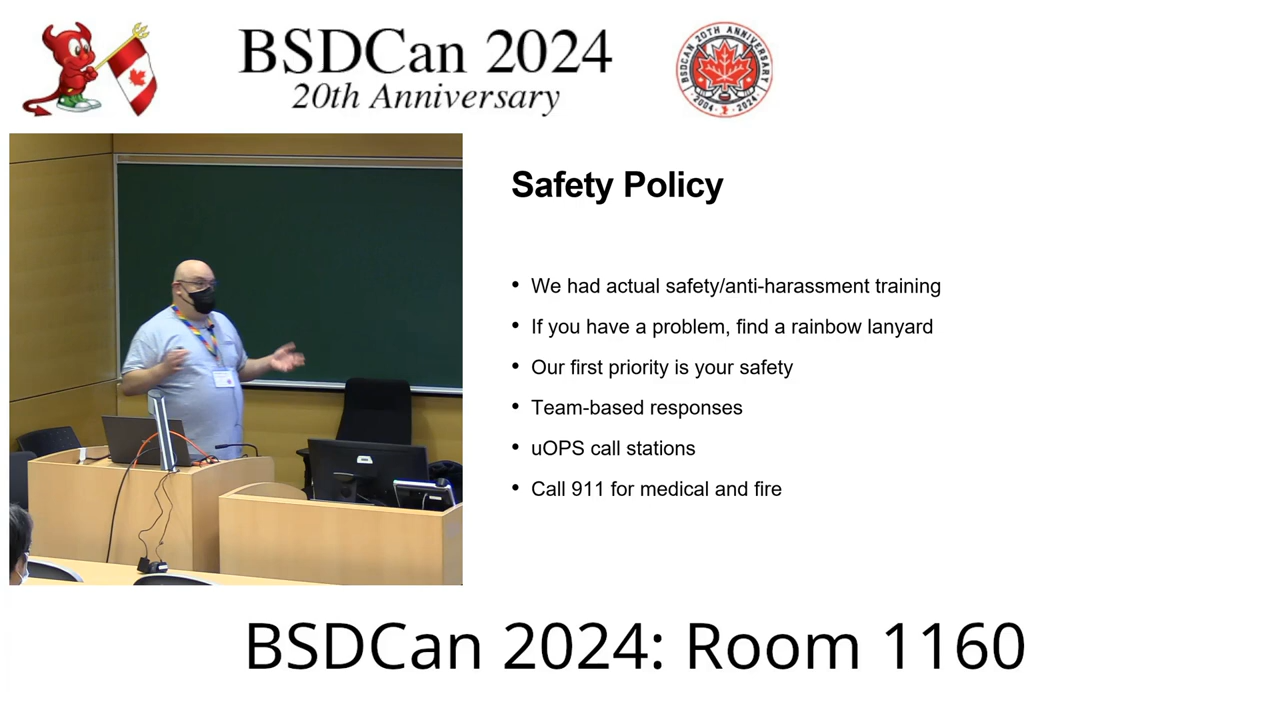 BSDCan 2024
20th Anniversary
BSDCAN 20TH ANNIVERSARY
2004 2024
Safety Policy
• We had actual safety/anti-harassment training
• If you have a problem, find a rainbow lanyard
• Our first priority is your safety
• Team-based responses
• uOPS call stations
• Call 911 for medical and fire
BSDCan 2024: Room 1160